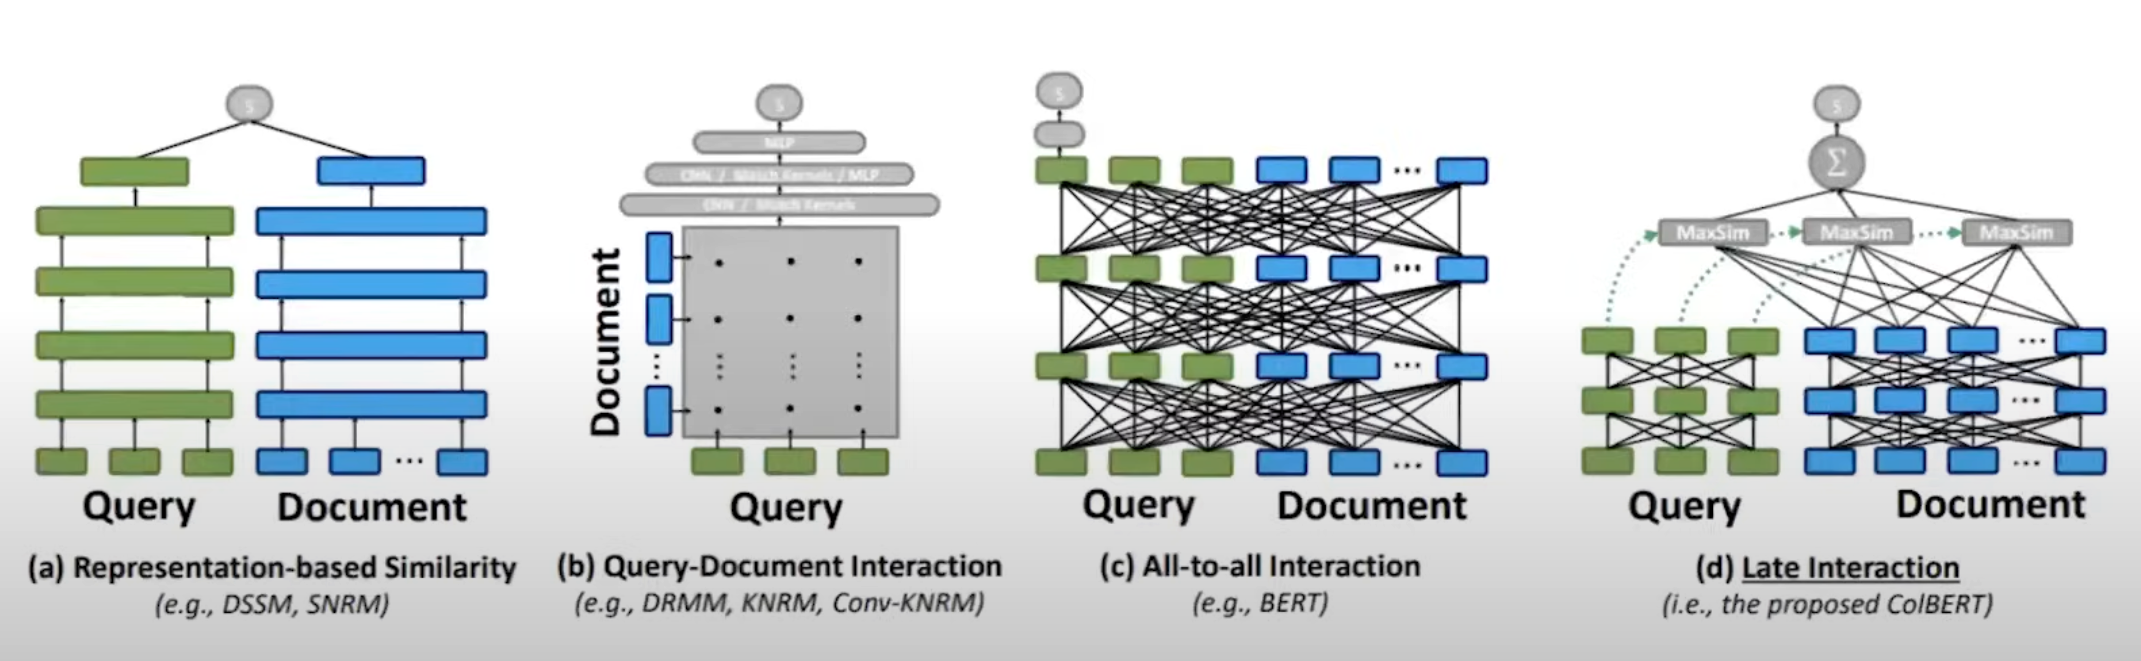 s
s
MLP
CNN / Match Kernels / MLP
CNN / Match Kernels
s
s
Σ
MaxSim
MaxSim
MaxSim
Document
...
...
...
...
...
...
...
Query
Document
Query
Query
Document
Query
Document
(a) Representation-based Similarity
(e.g., DSSM, SNRM)
(b) Query-Document Interaction
(e.g., DRMM, KNRM, Conv-KNRM)
(c) All-to-all Interaction
(e.g., BERT)
(d) Late Interaction
(i.e., the proposed ColBERT)